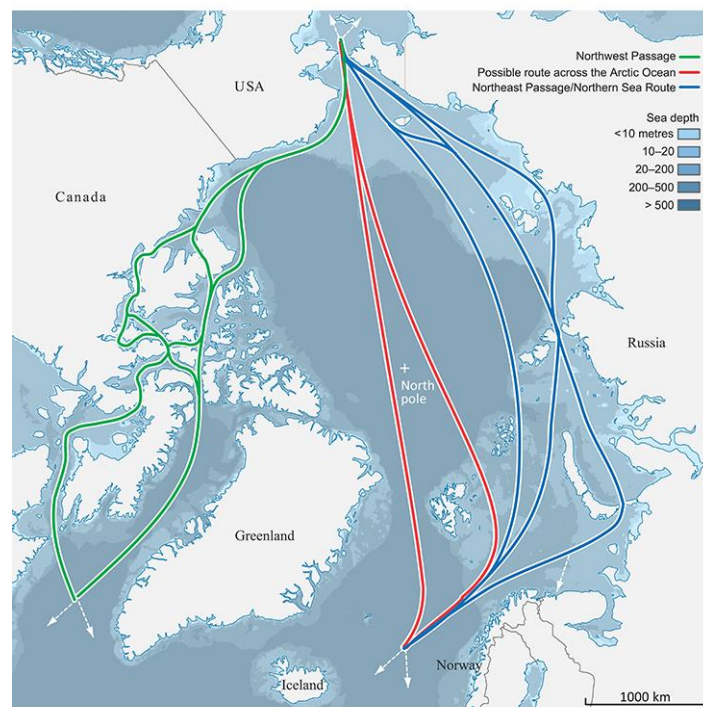 Northwest Passage
Possible route across the Arctic Ocean
Northeast Passage/Northern Sea Route
USA
Sea depth
<10 metres
10–20
20–200
200–500
> 500
Canada
Russia
North
pole
Greenland
Norway
Iceland
1000 km